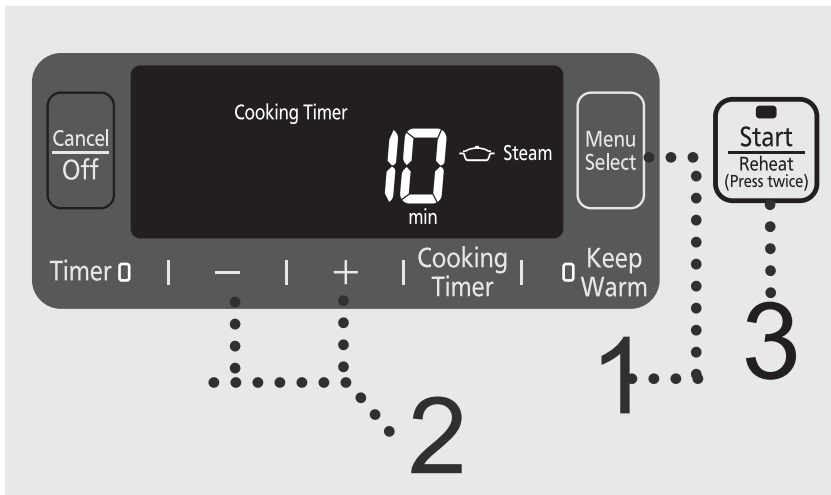 Cooking Timer
Cancel
Off
10
min
Steam
Menu
Select
Start
Reheat
(Press twice)
Timer
−
+
Cooking
Timer
Keep
Warm
1
2
3